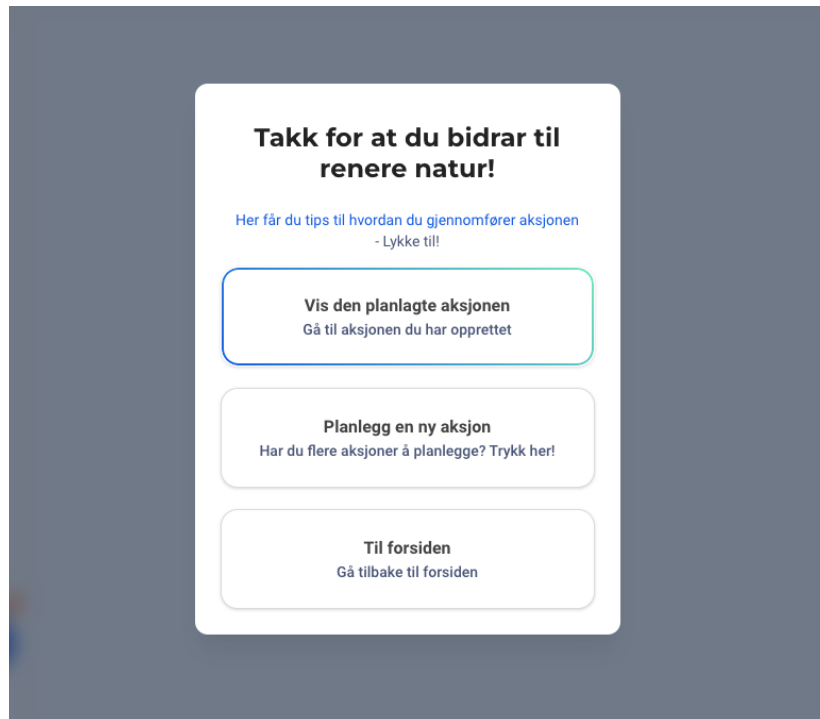 Takk for at du bidrar til
renere natur!
Her får du tips til hvordan du gjennomfører aksjonen
- Lykke til!
Vis den planlagte aksjonen
Gå til aksjonen du har opprettet
Planlegg en ny aksjon
Har du flere aksjoner å planlegge? Trykk her!
Til forsiden
Gå tilbake til forsiden